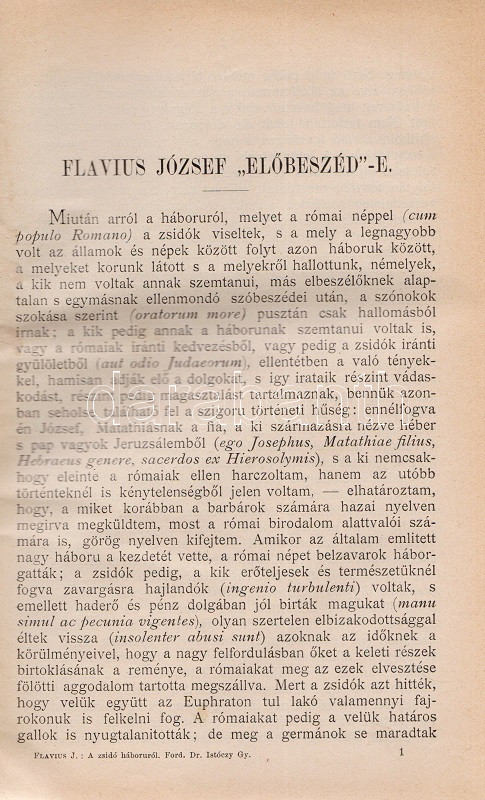 FLAVIUS JÓZSEF „ELŐBESZÉD”-E.
Miután arról a háboruról, melyet a római néppel (cum
populo Romano) a zsidók viseltek, s a mely a legnagyobb
volt az államok és népek között folyt azon háboruk között,
a melyeket korunk látott s a melyekről hallottunk, némelyek,
a kik nem voltak annak szemtanui, más elbeszélőknek alap-
talan s egymásnak ellenmondó szóbeszédei után, a szónokok
szokása szerint (oratorum more) pusztán csak hallomásból
irnak; a kik pedig annak a háborunak szemtanui voltak is,
vagy a rómaiak iránti kedvezésből, vagy pedig a zsidók iránti
gyülöletből (aut odio Judaeorum), ellentétben a való tények-
kel, hamisan adják elő a dolgokat, s igy irataik részint vádas-
kodást, részint pedig magasztalást tartalmaznak, bennük azon-
ban sehols található fel a szigorú történeti hűség: ennélfogva
én József, Matathiásnak a fia, a ki származásra nézve héber
s pap vagyok Jeruzsálemből (ego Josephus, Matathiae filius,
Hebraeus genere, sacerdos ex Hierosolymis), s a ki nemcsak-
hogy eleinte a rómaiak ellen harczoltam, hanem az utóbb
történteknél is kénytelenségből jelen voltam, — elhatároztam,
hogy, a miket korábban a barbárok számára hazai nyelven
megirva megküldtem, most a római birodalom alattvalói szá-
mára is, görög nyelven kifejtem. Amikor az általam emlitett
nagy háboru a kezdetét vette, a római népet belzavarok hábor-
gatták; a zsidók pedig, a kik erőteljesek és természetüknél
fogva zavargásra hajlandók (ingenio turbulenti) voltak, s
emellett haderő és pénz dolgában jól birták magukat (manu
simul ac pecunia vigentes), olyan szertelen elbizakodottsággal
éltek vissza (insolenter abusi sunt) azoknak az időknek a
körülményeivel, hogy a nagy felfordulásban őket a keleti részek
birtoklásának a reménye, a rómaiakat meg az ezek elvesztése
fölötti aggodalom tartotta megszállva. Mert a zsidók azt hitték,
hogy velük együtt az Euphraton tul lakó valamennyi faj-
rokonuk is felkelni fog. A rómaiakat pedig a velük határos
gallok is nyugtalanitották; de meg a germánok se maradtak
FLAVIUS J.: A zsidó háboruról. Ford. Dr. Istóczy Gy. 1